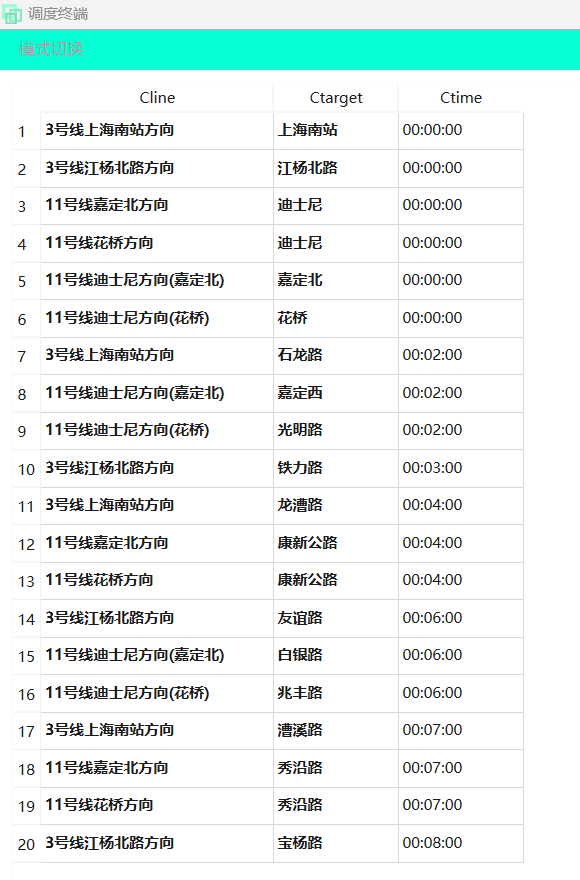 调度终端
模式切换
Cline Ctarget Ctime
1 3号线上海南站方向 上海南站 00:00:00
2 3号线江杨北路方向 江杨北路 00:00:00
3 11号线嘉定北方向 迪士尼 00:00:00
4 11号线花桥方向 迪士尼 00:00:00
5 11号线迪士尼方向(嘉定北) 嘉定北 00:00:00
6 11号线迪士尼方向(花桥) 花桥 00:00:00
7 3号线上海南站方向 石龙路 00:02:00
8 11号线迪士尼方向(嘉定北) 嘉定西 00:02:00
9 11号线迪士尼方向(花桥) 光明路 00:02:00
10 3号线江杨北路方向 铁力路 00:03:00
11 3号线上海南站方向 龙漕路 00:04:00
12 11号线嘉定北方向 康新公路 00:04:00
13 11号线花桥方向 康新公路 00:04:00
14 3号线江杨北路方向 友谊路 00:06:00
15 11号线迪士尼方向(嘉定北) 白银路 00:06:00
16 11号线迪士尼方向(花桥) 兆丰路 00:06:00
17 3号线上海南站方向 漕溪路 00:07:00
18 11号线嘉定北方向 秀沿路 00:07:00
19 11号线花桥方向 秀沿路 00:07:00
20 3号线江杨北路方向 宝杨路 00:08:00